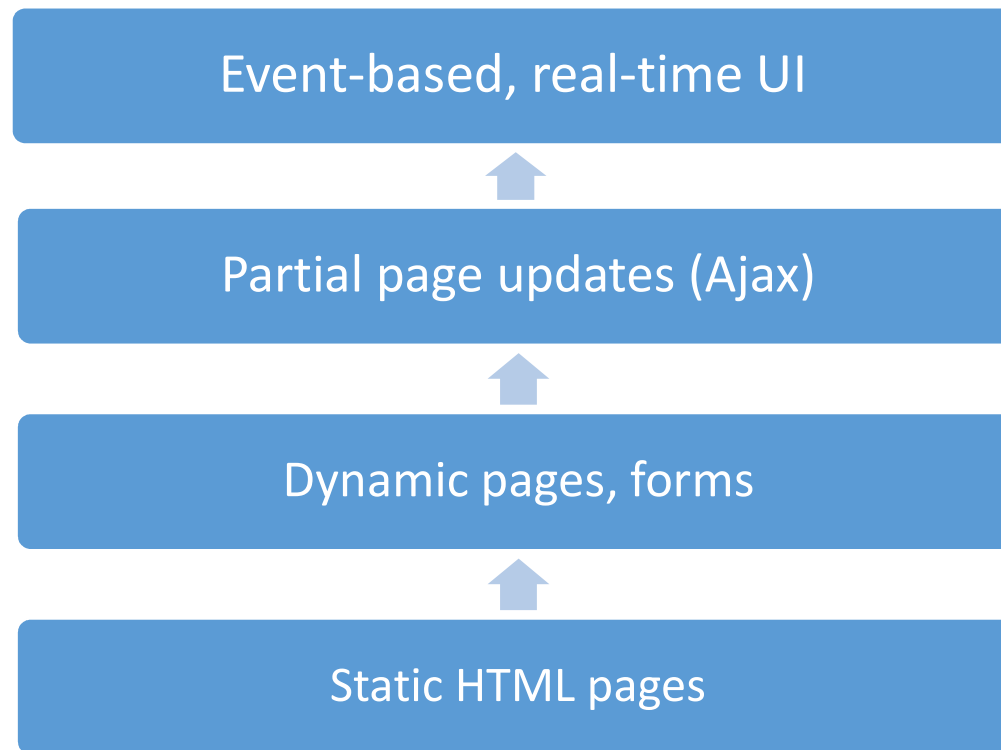 Event-based, real-time UI
Partial page updates (Ajax)
Dynamic pages, forms
Static HTML pages